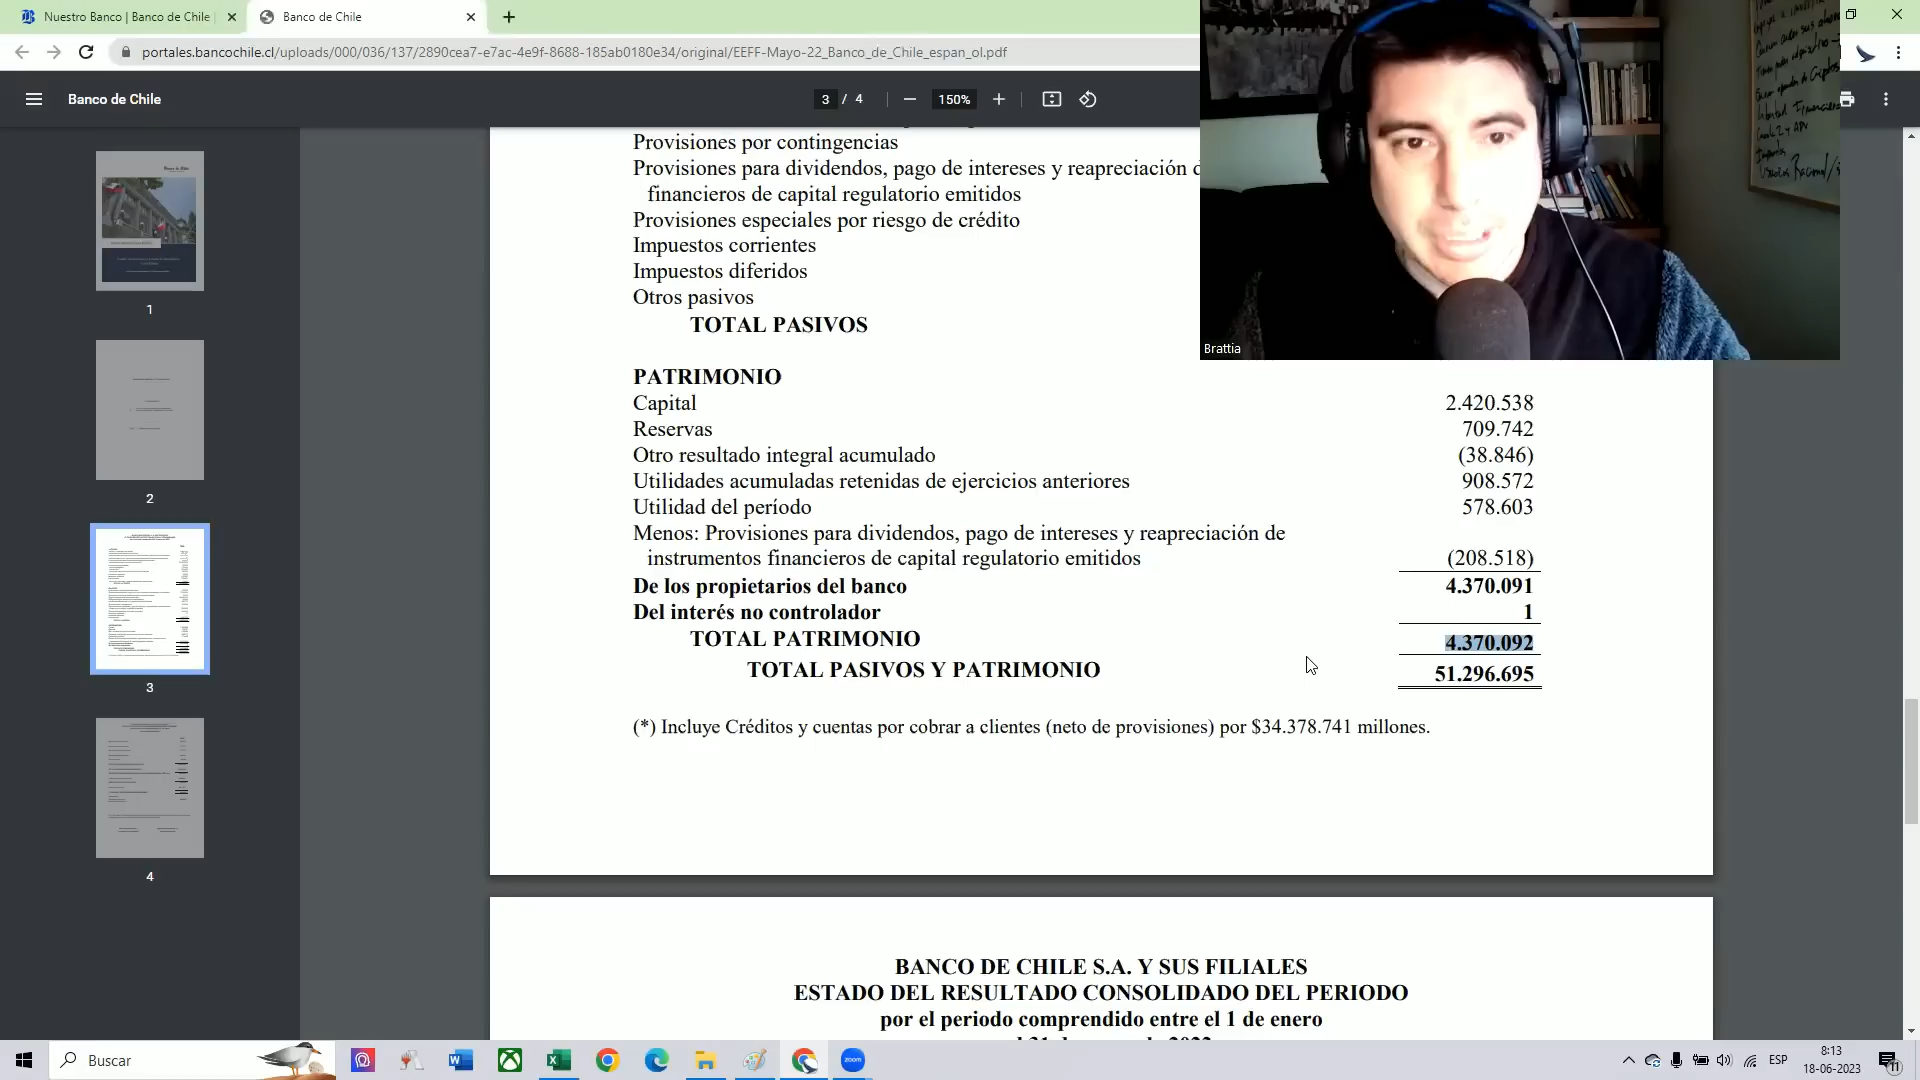 Nuestro Banco | Banco de Chile
Banco de Chile
portales.bancochile.cl/uploads/000/036/137/2890cea7-e7ac-4e9f-8688-185ab0180e34/original/EEFF-Mayo-22_Banco_de_Chile_espan_ol.pdf
Banco de Chile
3 / 4
150%
1
2
3
4
Provisiones por contingencias
Provisiones para dividendos, pago de intereses y reapreciación d
financieros de capital regulatorio emitidos
Provisiones especiales por riesgo de crédito
Impuestos corrientes
Impuestos diferidos
Otros pasivos
TOTAL PASIVOS
Brattia
PATRIMONIO
Capital 2.420.538
Reservas 709.742
Otro resultado integral acumulado (38.846)
Utilidades acumuladas retenidas de ejercicios anteriores 908.572
Utilidad del período 578.603
Menos: Provisiones para dividendos, pago de intereses y reapreciación de
instrumentos financieros de capital regulatorio emitidos (208.518)
De los propietarios del banco 4.370.091
Del interés no controlador 1
TOTAL PATRIMONIO 4.370.092
TOTAL PASIVOS Y PATRIMONIO 51.296.695
(*) Incluye Créditos y cuentas por cobrar a clientes (neto de provisiones) por $34.378.741 millones.
BANCO DE CHILE S.A. Y SUS FILIALES
ESTADO DEL RESULTADO CONSOLIDADO DEL PERIODO
por el periodo comprendido entre el 1 de enero
Buscar
zoom
ESP
8:13
18-06-2023
11